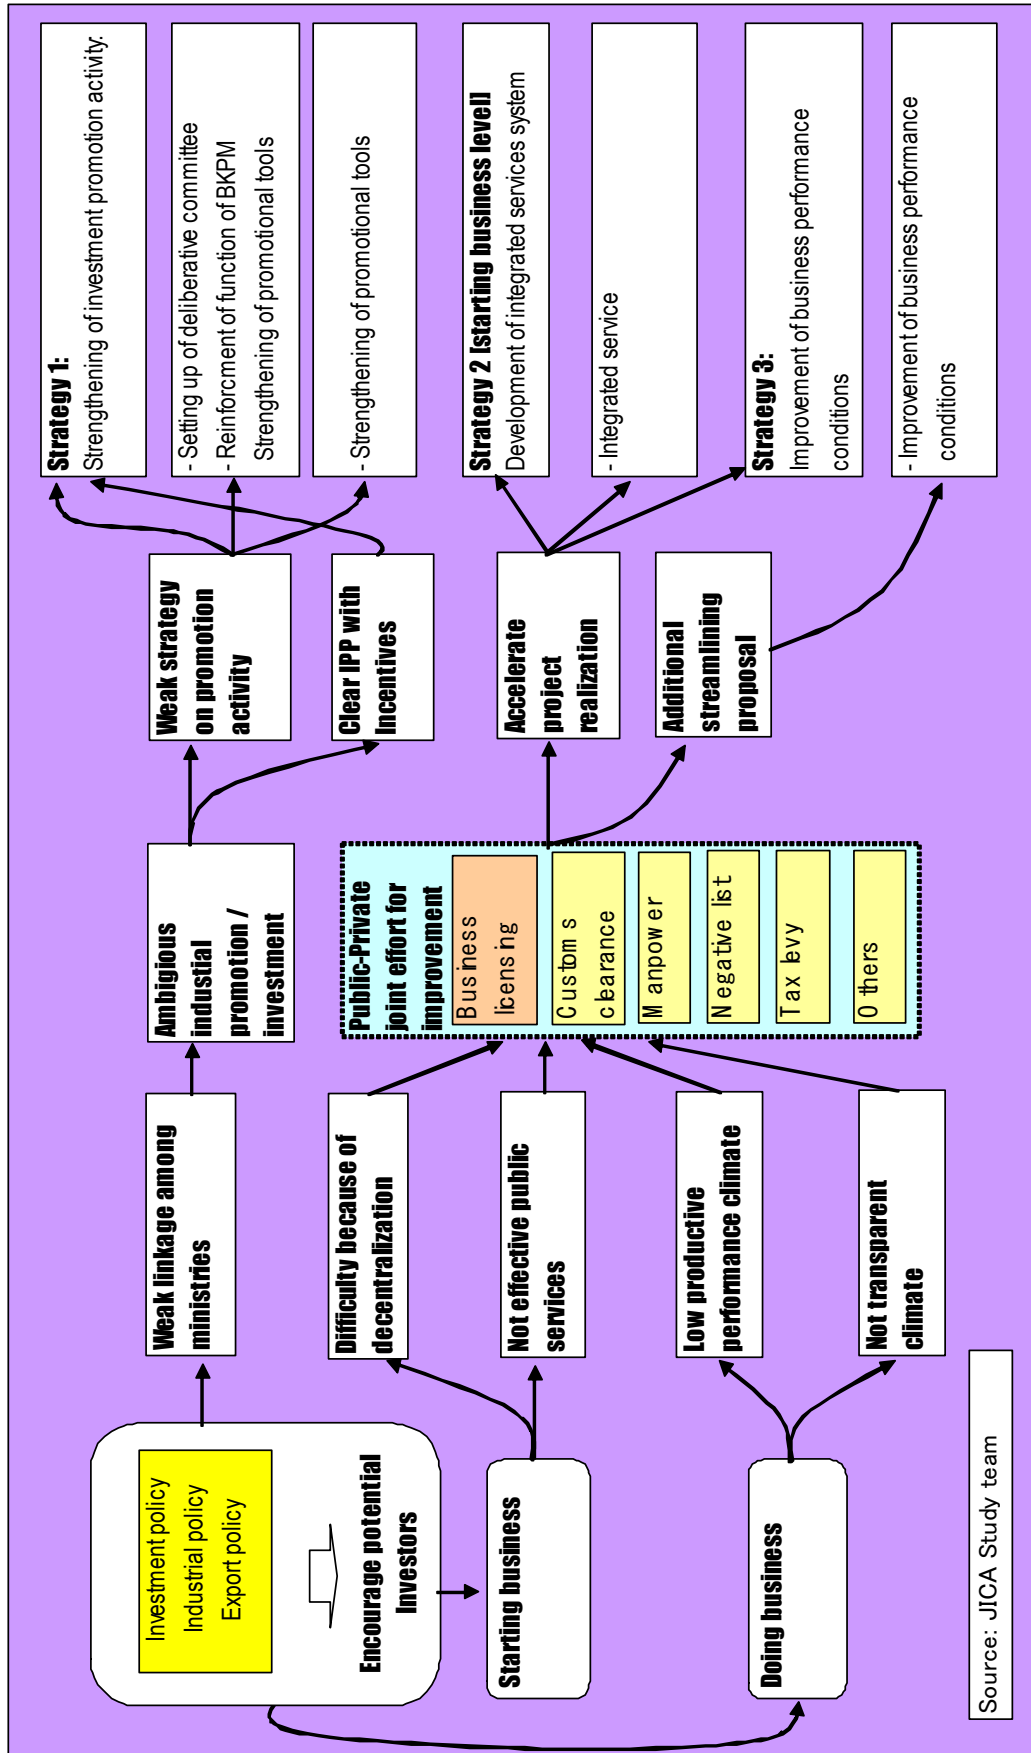 Investment policy
Industrial policy
Export policy
Encourage potential
Investors
Starting business
Doing business
Weak linkage among
ministries
Difficulty because of
decentralization
Not effective public
services
Low productive
performance climate
Not transparent
climate
Ambigious
industial
promotion /
investment
Public-Private
joint effort for
improvement
Business
licensing
Customs
clearance
Manpower
Negative list
Tax levy
Others
Weak strategy
on promotion
activity
Clear IPP with
Incentives
Accelerate
project
realization
Additional
streamlining
proposal
Strategy 1:
Strengthening of investment promotion activity.
- Setting up of deliberative committee
- Reinforcment of function of BKPM
Strengthening of promotional tools
- Strengthening of promotional tools
Strategy 2 [starting business level]
Development of integrated services system
- Integrated service
Strategy 3:
Improvement of business performance
conditions
- Improvement of business performance
conditions
Source: JICA Study team